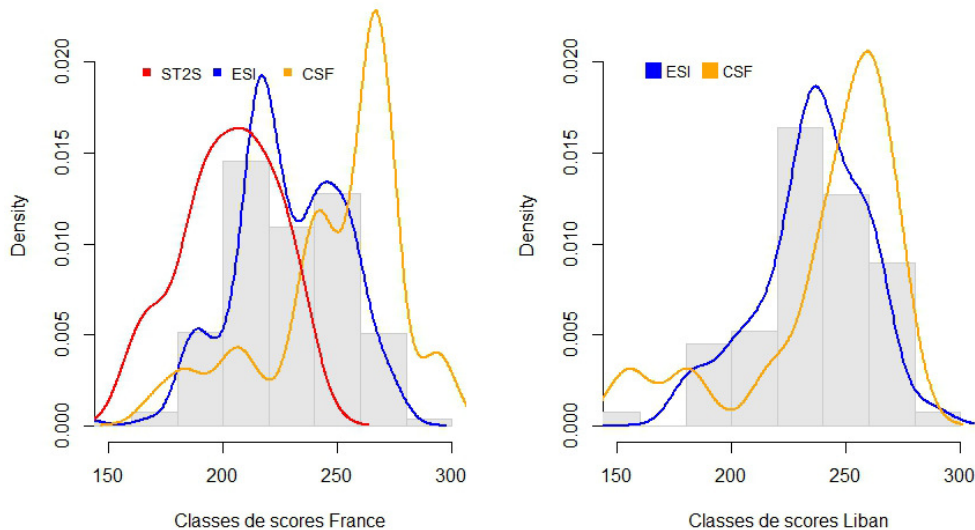 0.020
0.015
0.010
0.005
0.000
Density
ST2S ESI CSF
150 200 250 300
Classes de scores France
0.020
0.015
0.010
0.005
0.000
Density
ESI CSF
150 200 250 300
Classes de scores Liban